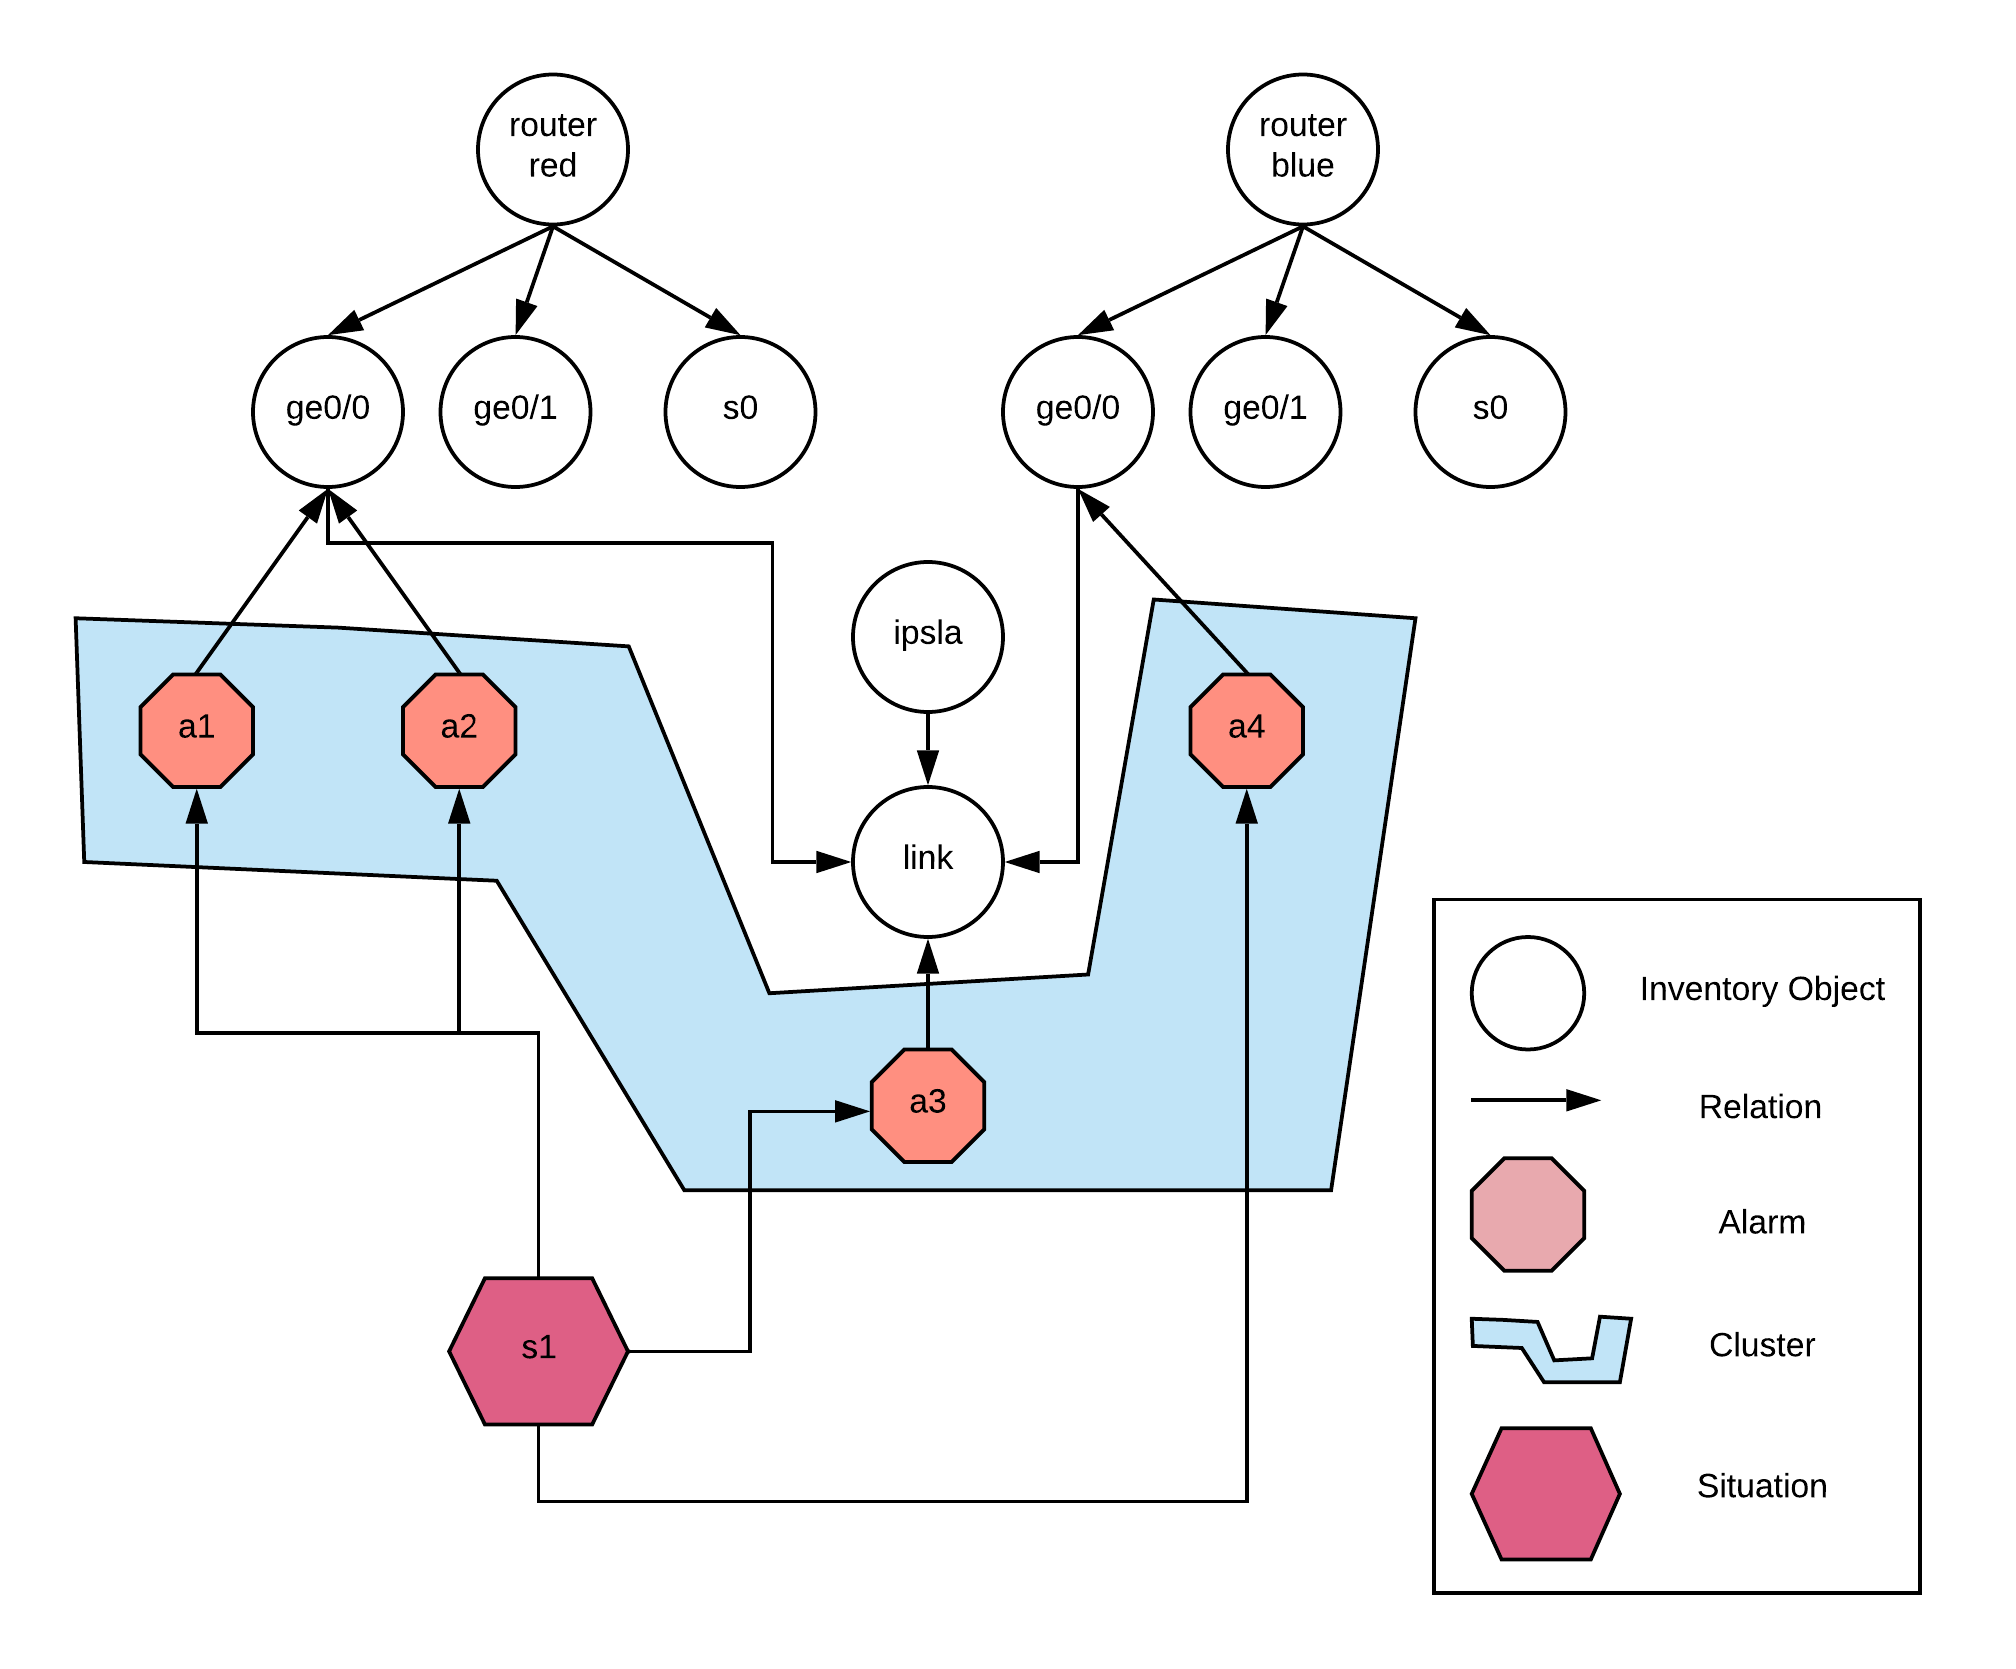 router
red
router
blue
ge0/0
ge0/1
s0
ge0/0
ge0/1
s0
ipsla
a1
a2
a4
link
a3
s1
Inventory Object
Relation
Alarm
Cluster
Situation